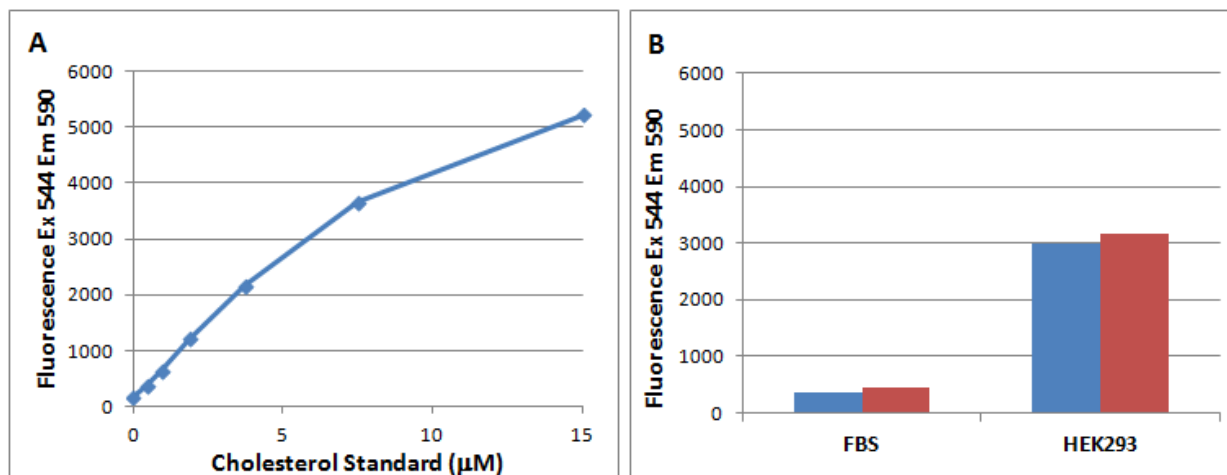 A
Fluorescence Ex 544 Em 590
6000
5000
4000
3000
2000
1000
0
0 5 10 15
Cholesterol Standard (µM)
B
Fluorescence Ex 544 Em 590
6000
5000
4000
3000
2000
1000
0
FBS HEK293